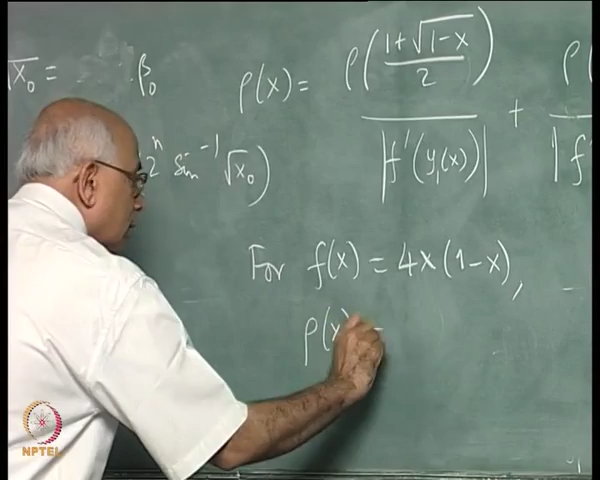 √x₀ = β₀
ρ(x) = ρ((1+√(1-x))/2) / |f'(y₁(x))| + ρ( / |f'
2ⁿ sin⁻¹ √x₀)
For f(x) = 4x(1-x),
ρ(x) =
NPTEL